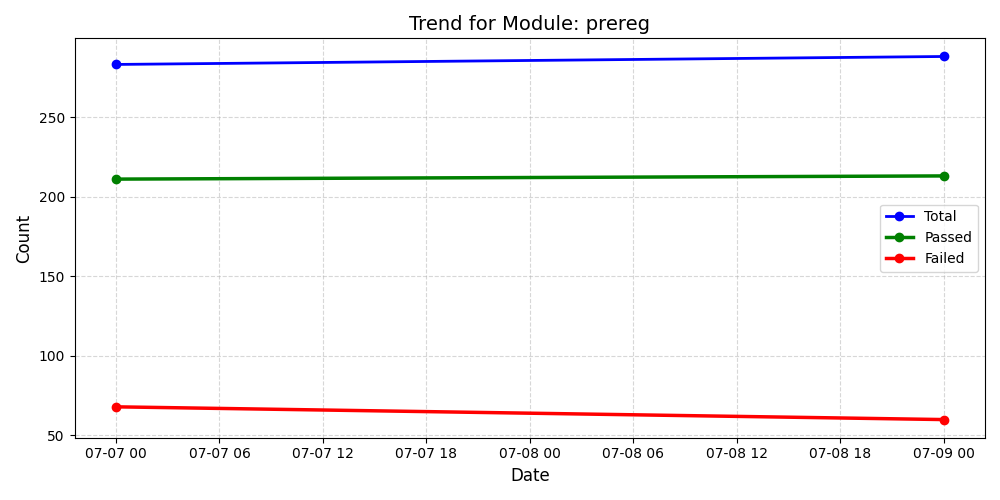 Trend for Module: prereg
Count
250
200
150
100
50
Total
Passed
Failed
07-07 00 07-07 06 07-07 12 07-07 18 07-08 00 07-08 06 07-08 12 07-08 18 07-09 00
Date